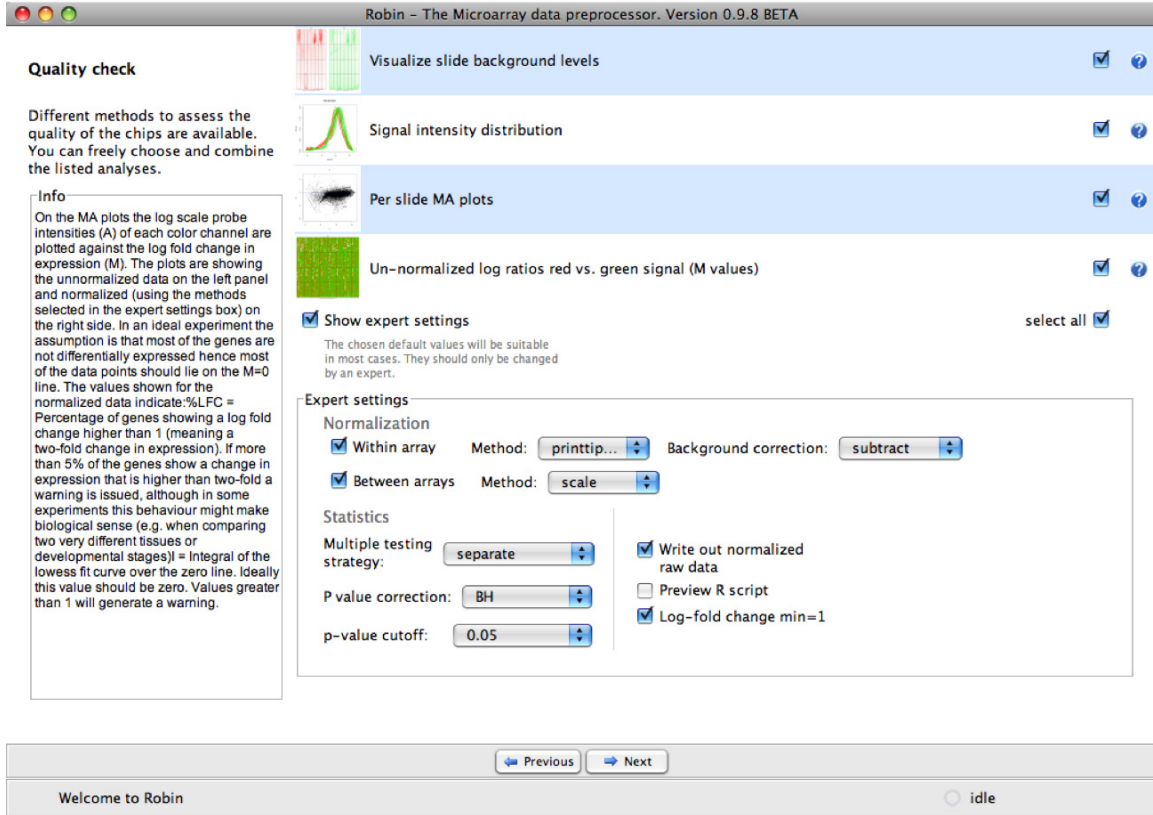 Robin – The Microarray data preprocessor. Version 0.9.8 BETA
Quality check
Different methods to assess the
quality of the chips are available.
You can freely choose and combine
the listed analyses.
Info
On the MA plots the log scale probe
intensities (A) of each color channel are
plotted against the log fold change in
expression (M). The plots are showing
the unnormalized data on the left panel
and normalized (using the methods
selected in the expert settings box) on
the right side. In an ideal experiment the
assumption is that most of the genes are
not differentially expressed hence most
of the data points should lie on the M=0
line. The values shown for the
normalized data indicate:%LFC =
Percentage of genes showing a log fold
change higher than 1 (meaning a
two-fold change in expression). If more
than 5% of the genes show a change in
expression that is higher than two-fold a
warning is issued, although in some
experiments this behaviour might make
biological sense (e.g. when comparing
two very different tissues or
developmental stages)I = Integral of the
lowess fit curve over the zero line. Ideally
this value should be zero. Values greater
than 1 will generate a warning.
Visualize slide background levels ?
Signal intensity distribution ?
Per slide MA plots ?
Un-normalized log ratios red vs. green signal (M values) ?
Show expert settings select all
The chosen default values will be suitable
in most cases. They should only be changed
by an expert.
Expert settings
Normalization
Within array Method: printtip... Background correction: subtract
Between arrays Method: scale
Statistics
Multiple testing
strategy: separate
P value correction: BH
p-value cutoff: 0.05
Write out normalized
raw data
Preview R script
Log-fold change min=1
Previous Next
Welcome to Robin idle